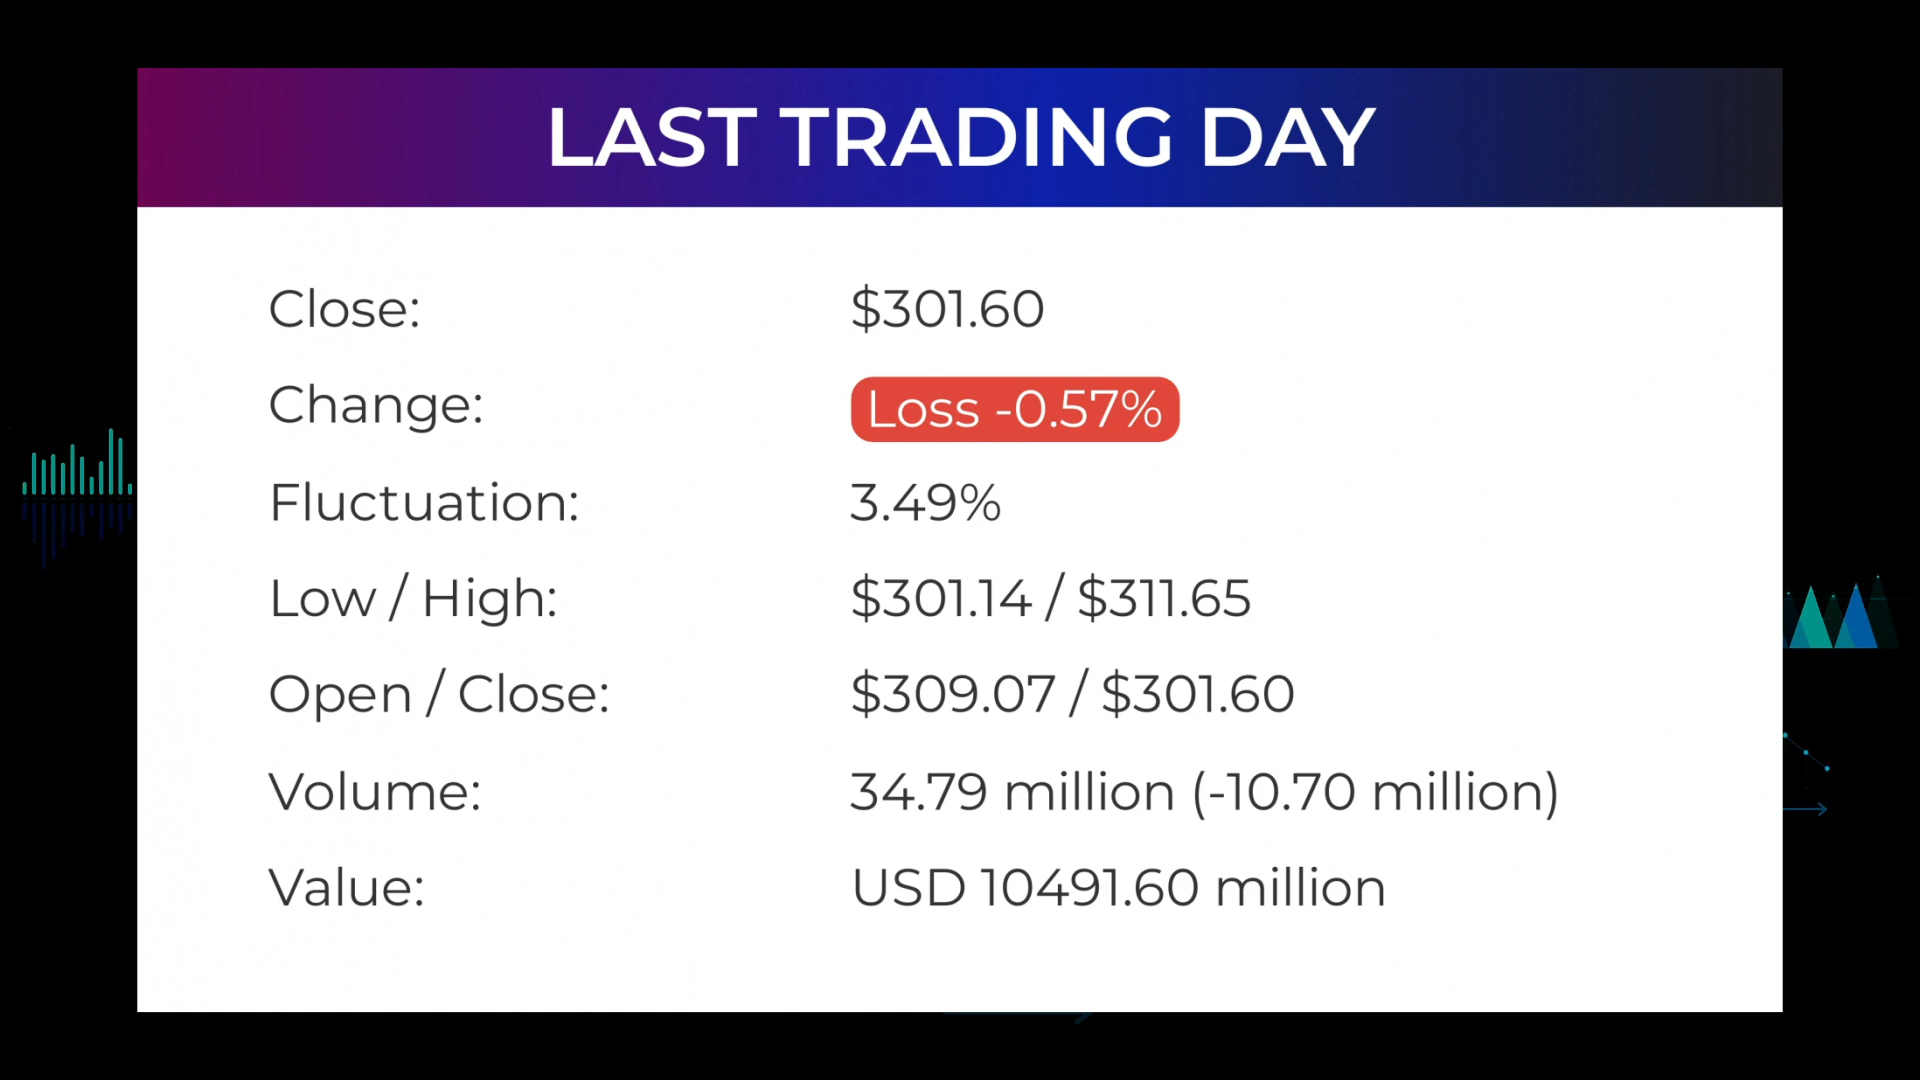 LAST TRADING DAY
Close: $301.60
Change: Loss -0.57%
Fluctuation: 3.49%
Low / High: $301.14 / $311.65
Open / Close: $309.07 / $301.60
Volume: 34.79 million (-10.70 million)
Value: USD 10491.60 million